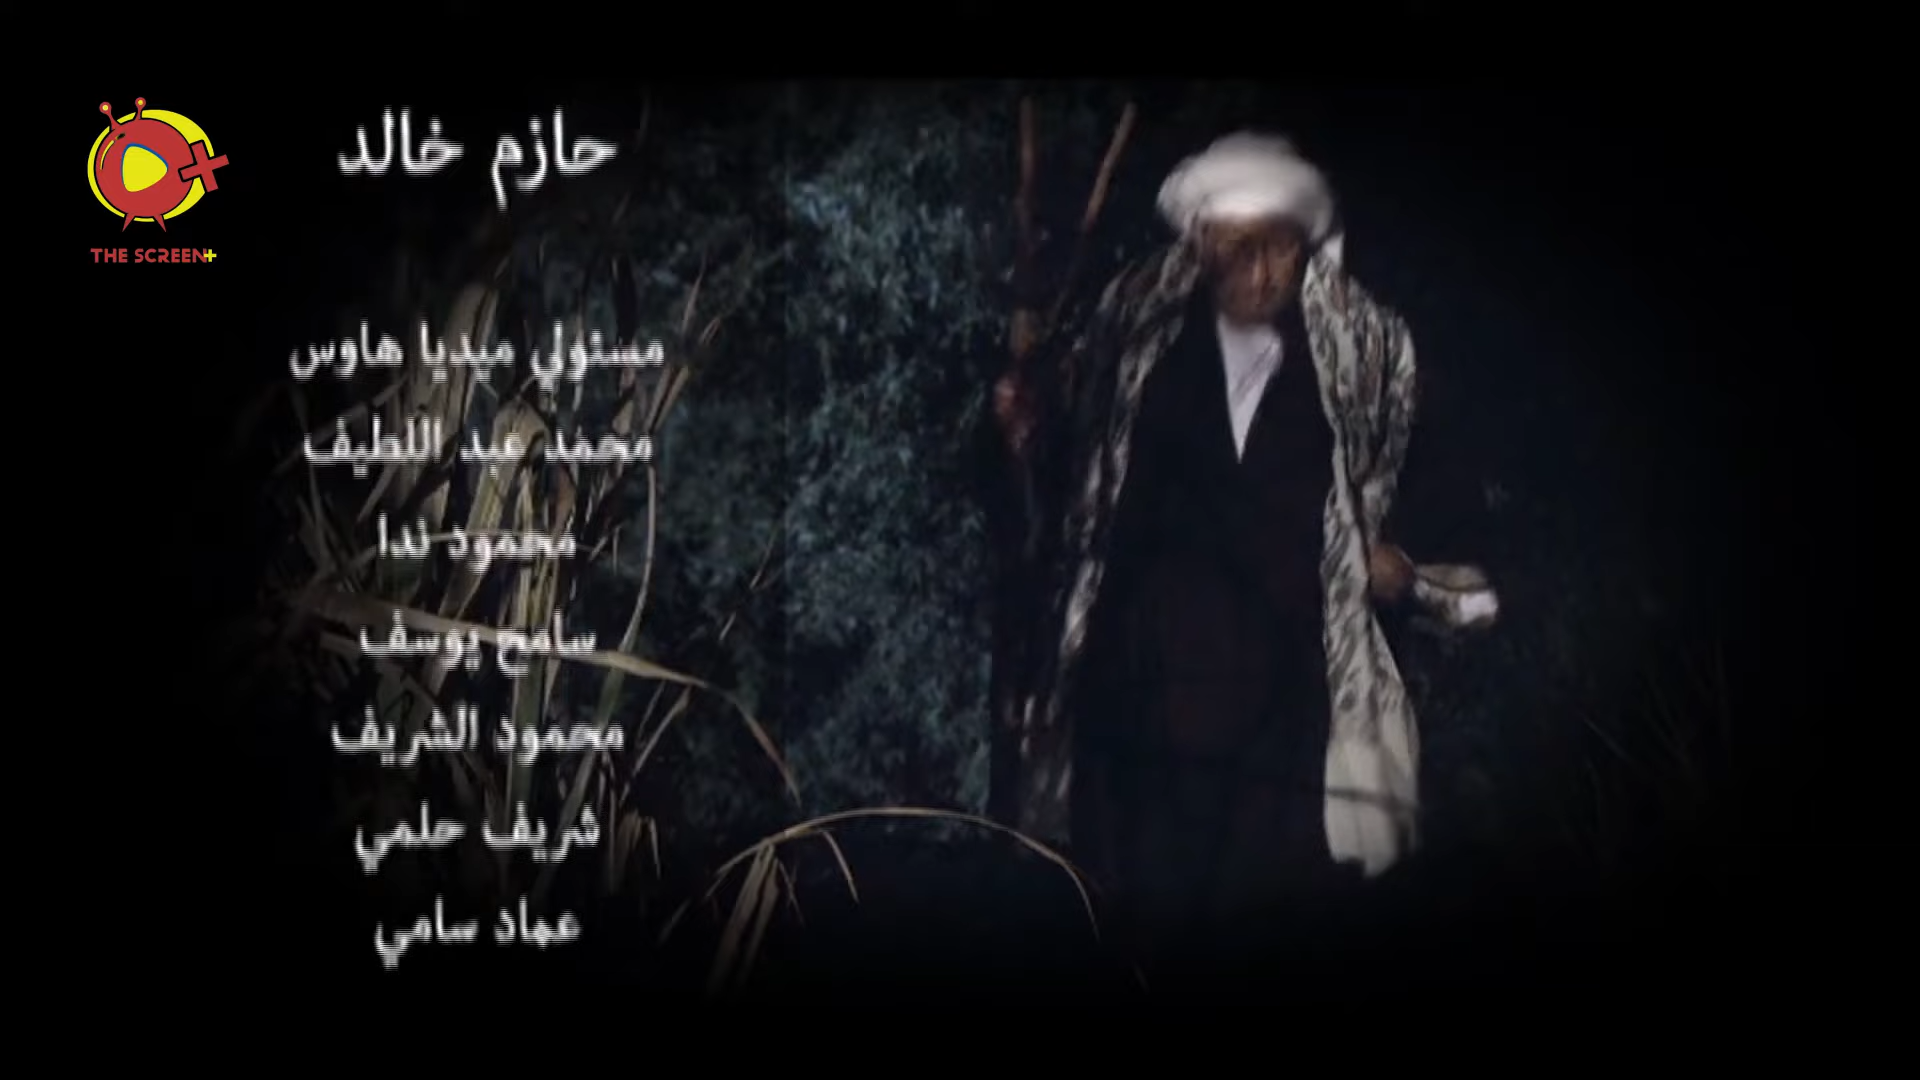 حازم خالد
THE SCREEN+
مسئولي ميديا هاوس
محمد عبد اللطيف
محمود ندا
سامح يوسف
محمود الشريف
شريف حلمي
عماد سامي